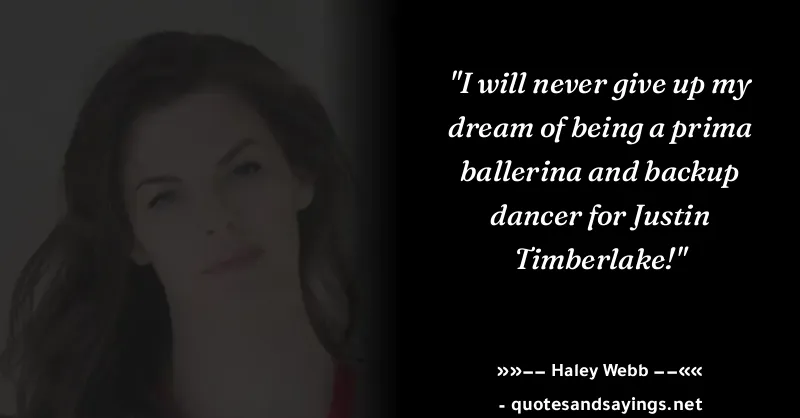 "I will never give up my
dream of being a prima
ballerina and backup
dancer for Justin
Timberlake!"
»»–– Haley Webb ––««
- quotesandsayings.net